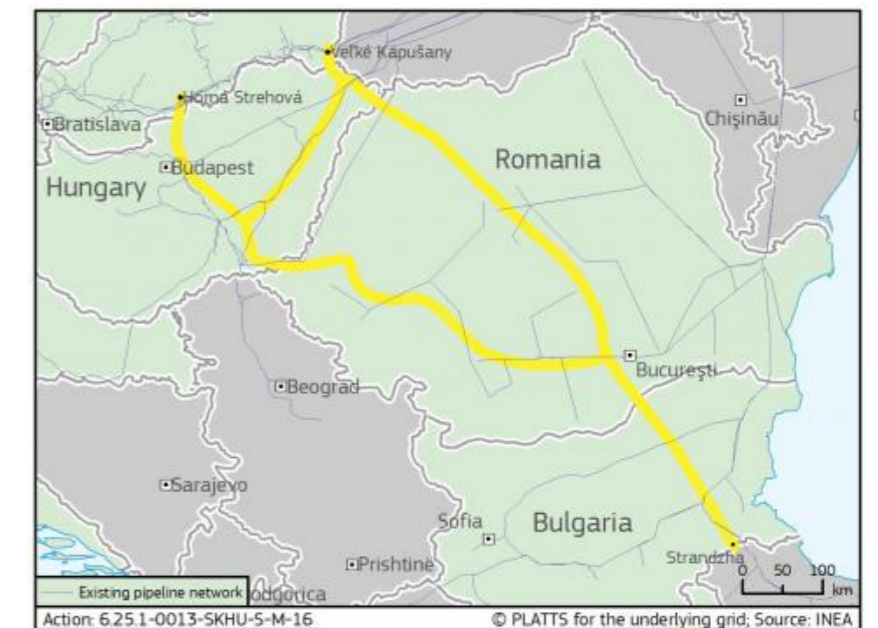 Veľké Kapušany
Horná Strehová
Bratislava
Chişinău
Romania
Budapest
Hungary
Bucureşti
Beograd
Sarajevo
Sofia
Bulgaria
Strandzha
Prishtinë
0 50 100
km
Existing pipeline network
odgorica
Action: 6.25.1-0013-SKHU-S-M-16
© PLATTS for the underlying grid; Source: INEA